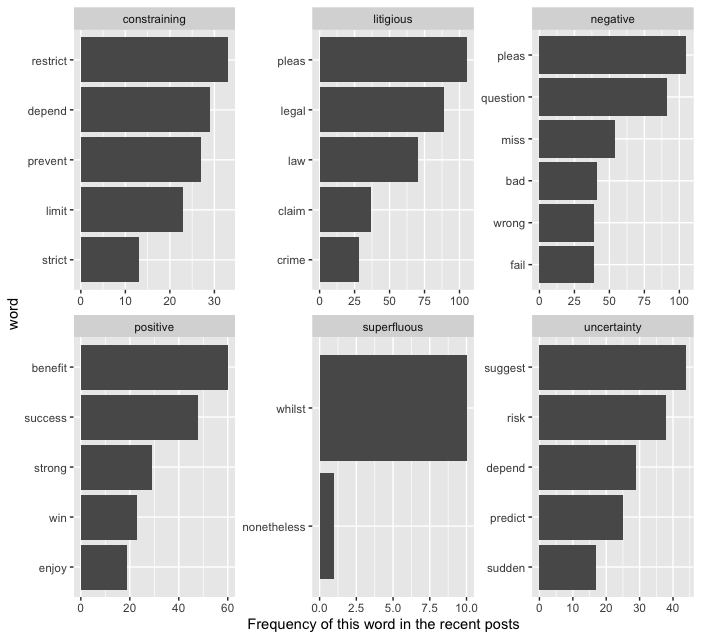 constraining litigious negative
restrict pleas pleas
depend legal question
prevent law miss
limit claim bad
strict crime wrong
fail
0 10 20 30 0 25 50 75 100 0 25 50 75 100
word
positive superfluous uncertainty
benefit whilst suggest
success nonetheless risk
strong depend
win predict
enjoy sudden
0 20 40 60 0.0 2.5 5.0 7.5 10.0 0 10 20 30 40
Frequency of this word in the recent posts